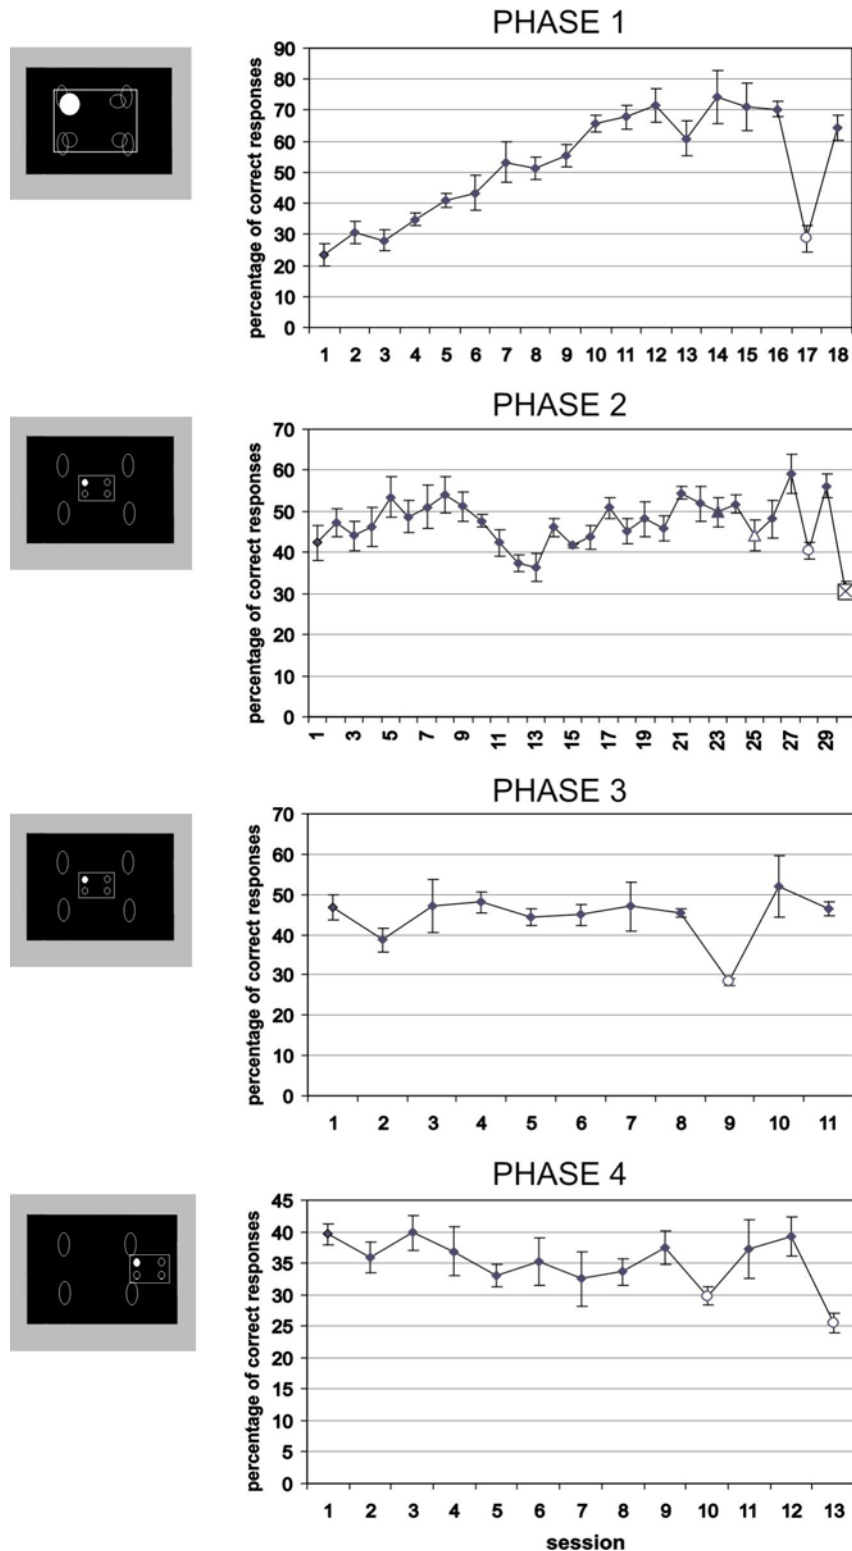 PHASE 1
percentage of correct responses
90
80
70
60
50
40
30
20
10
0
1 2 3 4 5 6 7 8 9 10 11 12 13 14 15 16 17 18
PHASE 2
percentage of correct responses
70
60
50
40
30
20
10
0
1 3 5 7 9 11 13 15 17 19 21 23 25 27 29
PHASE 3
percentage of correct responses
70
60
50
40
30
20
10
0
1 2 3 4 5 6 7 8 9 10 11
PHASE 4
percentage of correct responses
45
40
35
30
25
20
15
10
5
0
1 2 3 4 5 6 7 8 9 10 11 12 13
session